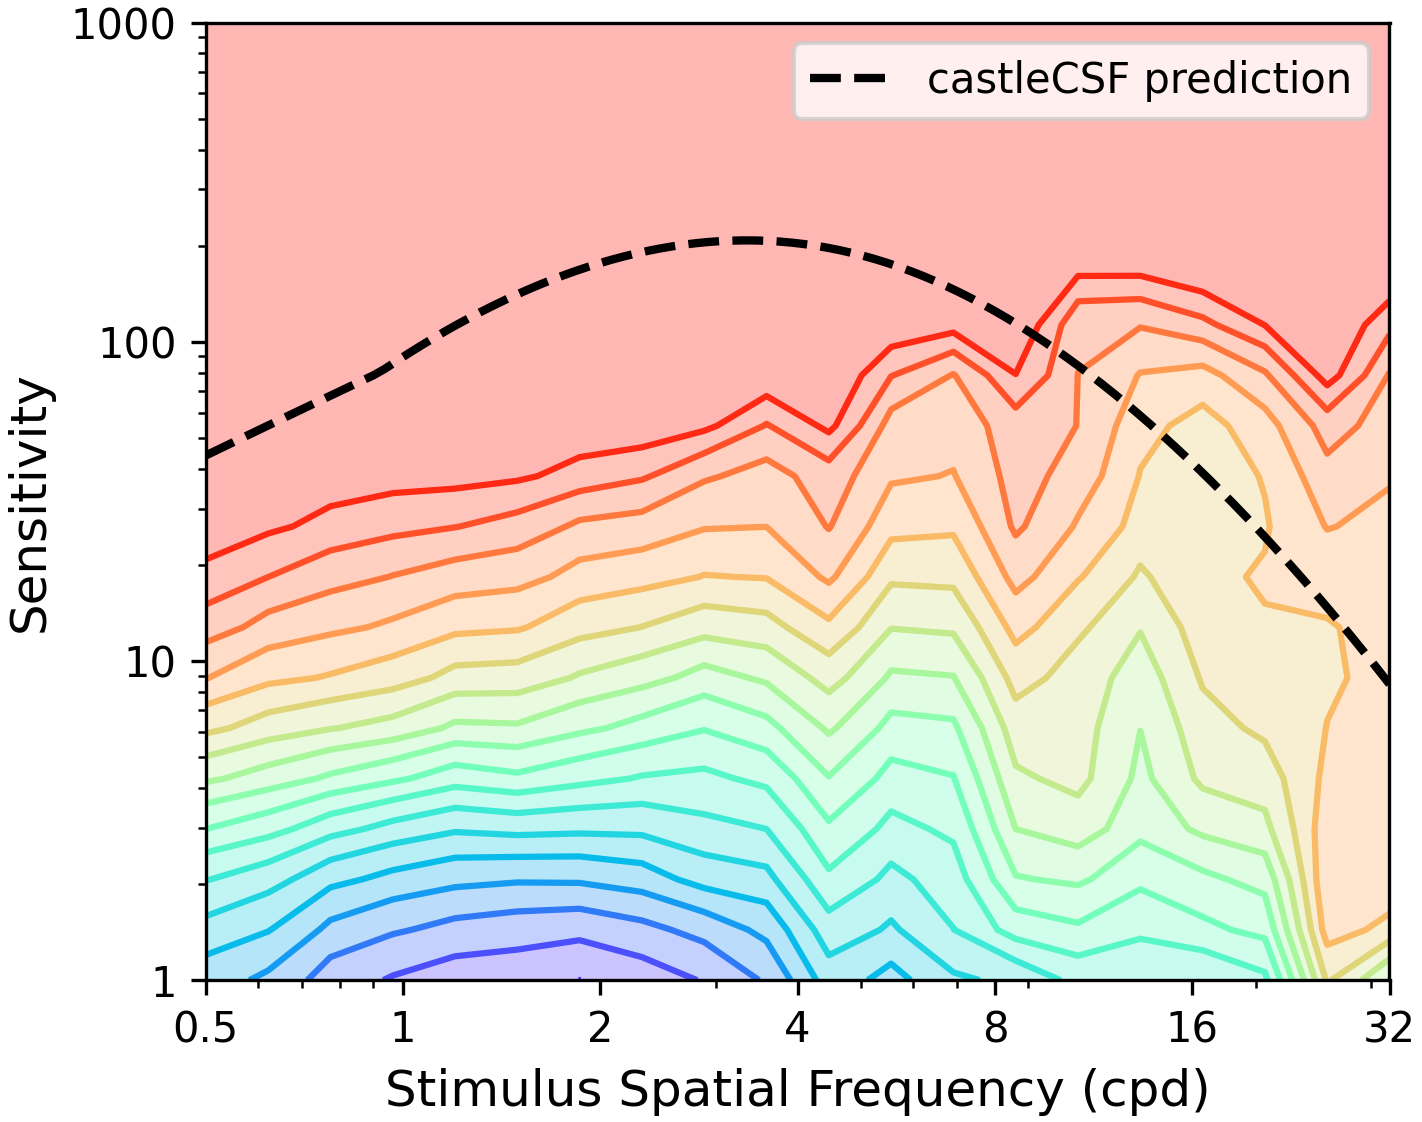 1000
100
10
1
Sensitivity
castleCSF prediction
0.5 1 2 4 8 16 32
Stimulus Spatial Frequency (cpd)